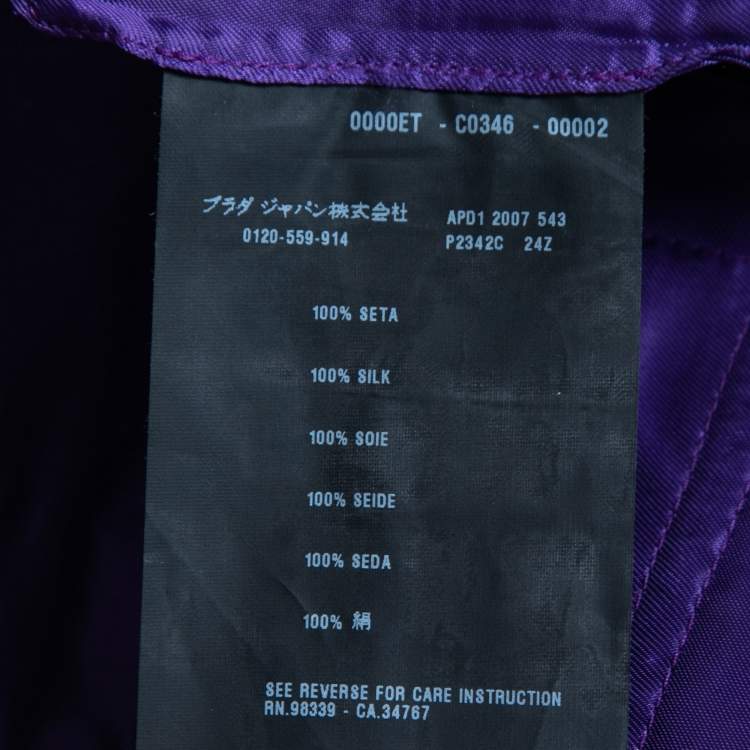 0000ET - C0346 - 00002
プラダ ジャパン株式会社 APD1 2007 543
0120-559-914 P2342C 24Z
100% SETA
100% SILK
100% SOIE
100% SEIDE
100% SEDA
100% 絹
SEE REVERSE FOR CARE INSTRUCTION
RN.98339 - CA.34767